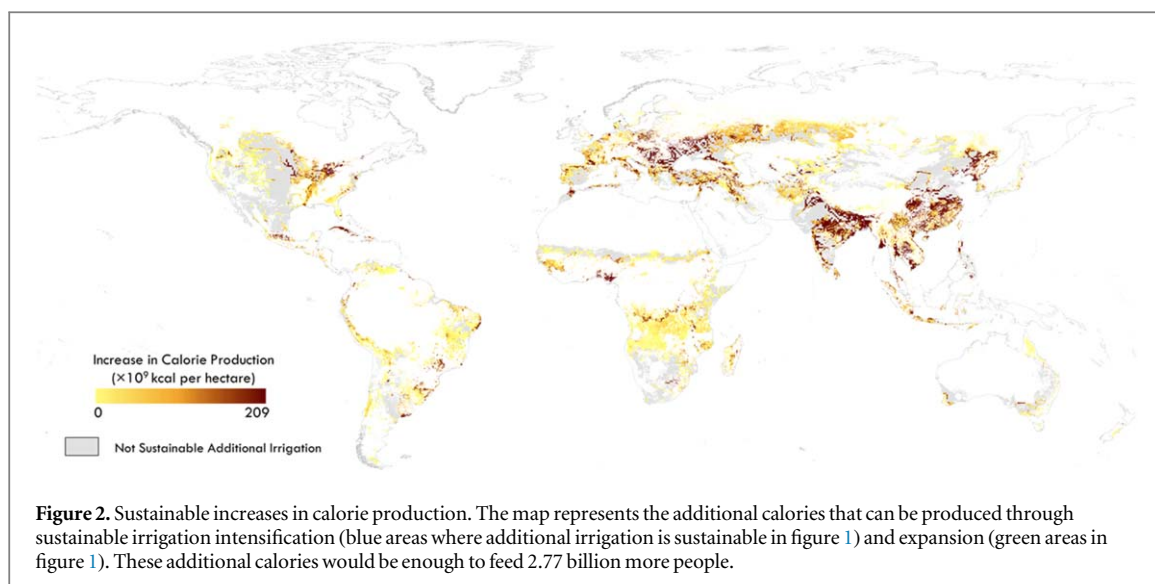 Increase in Calorie Production
(×10⁹ kcal per hectare)
0 209
Not Sustainable Additional Irrigation
Figure 2. Sustainable increases in calorie production. The map represents the additional calories that can be produced through
sustainable irrigation intensification (blue areas where additional irrigation is sustainable in figure 1) and expansion (green areas in
figure 1). These additional calories would be enough to feed 2.77 billion more people.